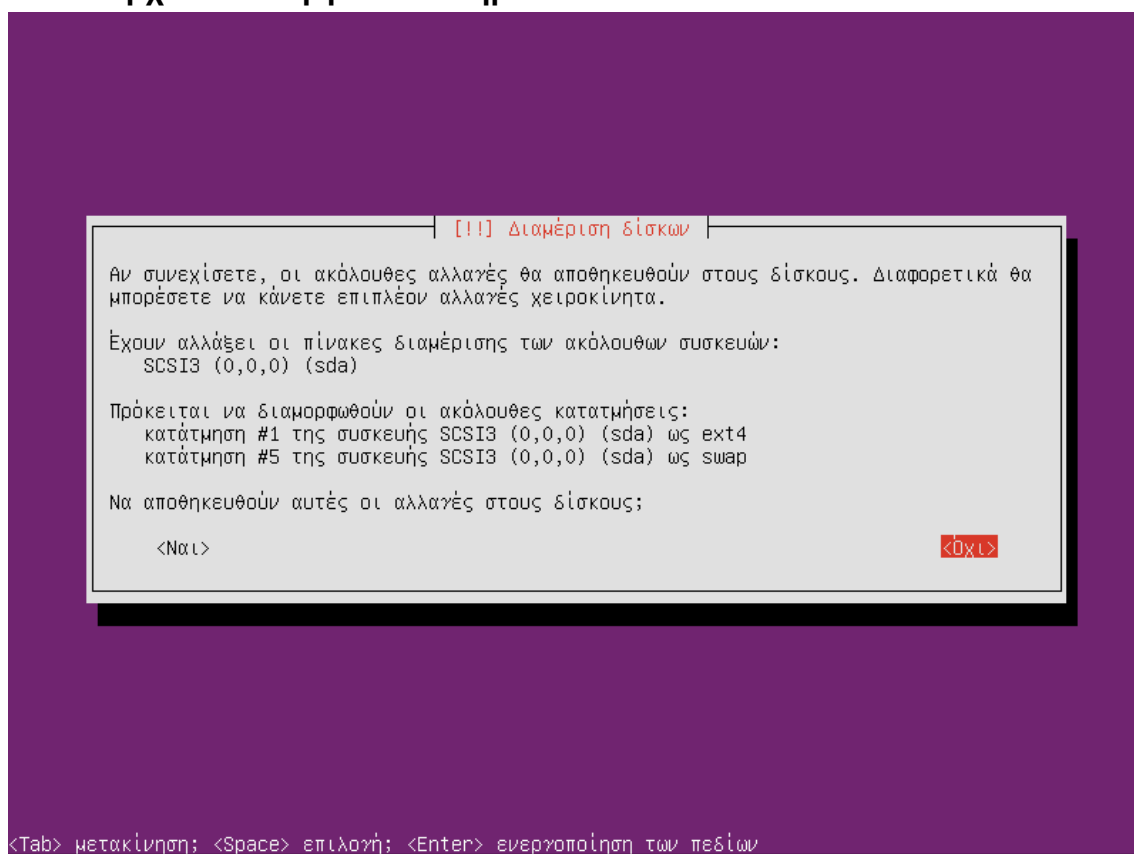 [!!] Διαμέριση δίσκων
Αν συνεχίσετε, οι ακόλουθες αλλαγές θα αποθηκευθούν στους δίσκους. Διαφορετικά θα
μπορέσετε να κάνετε επιπλέον αλλαγές χειροκίνητα.
Έχουν αλλάξει οι πίνακες διαμέρισης των ακόλουθων συσκευών:
SCSI3 (0,0,0) (sda)
Πρόκειται να διαμορφωθούν οι ακόλουθες κατατμήσεις:
κατάτμηση #1 της συσκευής SCSI3 (0,0,0) (sda) ως ext4
κατάτμηση #5 της συσκευής SCSI3 (0,0,0) (sda) ως swap
Να αποθηκευθούν αυτές οι αλλαγές στους δίσκους;
<Ναι> <Όχι>
<Tab> μετακίνηση; <Space> επιλογή; <Enter> ενεργοποίηση των πεδίων